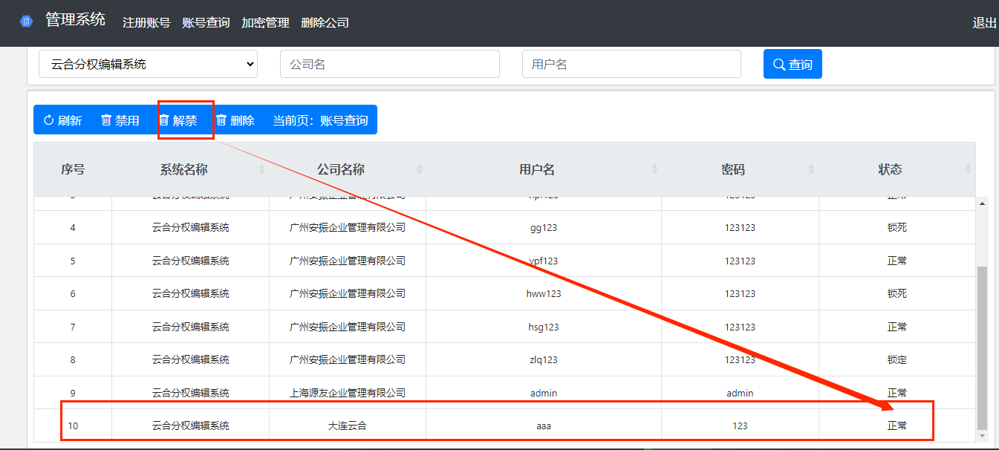 管理系统 注册账号 账号查询 加密管理 删除公司 退出
云合分权编辑系统 公司名 用户名 查询
刷新 禁用 解禁 删除 当前页：账号查询
序号 系统名称 公司名称 用户名 密码 状态
4 云合分权编辑系统 广州安振企业管理有限公司 gg123 123123 锁死
5 云合分权编辑系统 广州安振企业管理有限公司 ypf123 123123 正常
6 云合分权编辑系统 广州安振企业管理有限公司 hww123 123123 锁死
7 云合分权编辑系统 广州安振企业管理有限公司 hsg123 123123 正常
8 云合分权编辑系统 广州安振企业管理有限公司 zlq123 123123 锁定
9 云合分权编辑系统 上海源友企业管理有限公司 admin admin 正常
10 云合分权编辑系统 大连云合 aaa 123 正常